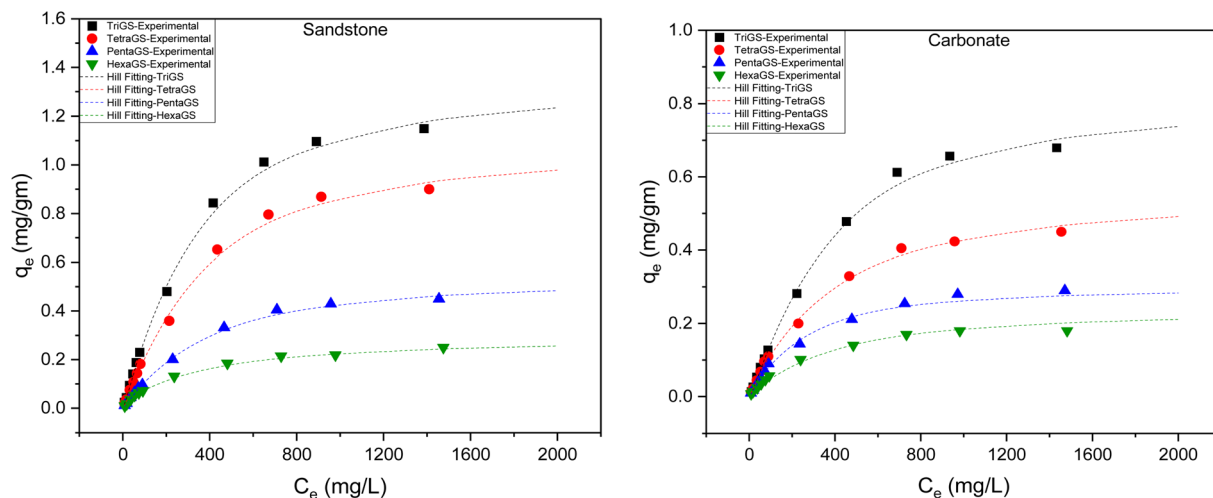 Sandstone
TriGS-Experimental
TetraGS-Experimental
PentaGS-Experimental
HexaGS-Experimental
Hill Fitting-TriGS
Hill Fitting-TetraGS
Hill Fitting-PentaGS
Hill Fitting-HexaGS
1.6
1.4
1.2
1.0
0.8
0.6
0.4
0.2
0.0
qe (mg/gm)
0 400 800 1200 1600 2000
Ce (mg/L)
Carbonate
TriGS-Experimental
TetraGS-Experimental
PentaGS-Experimental
HexaGS-Experimental
Hill Fitting-TriGS
Hill Fitting-TetraGS
Hill Fitting-PentaGS
Hill Fitting-HexaGS
1.0
0.8
0.6
0.4
0.2
0.0
qe (mg/gm)
0 400 800 1200 1600 2000
Ce (mg/L)